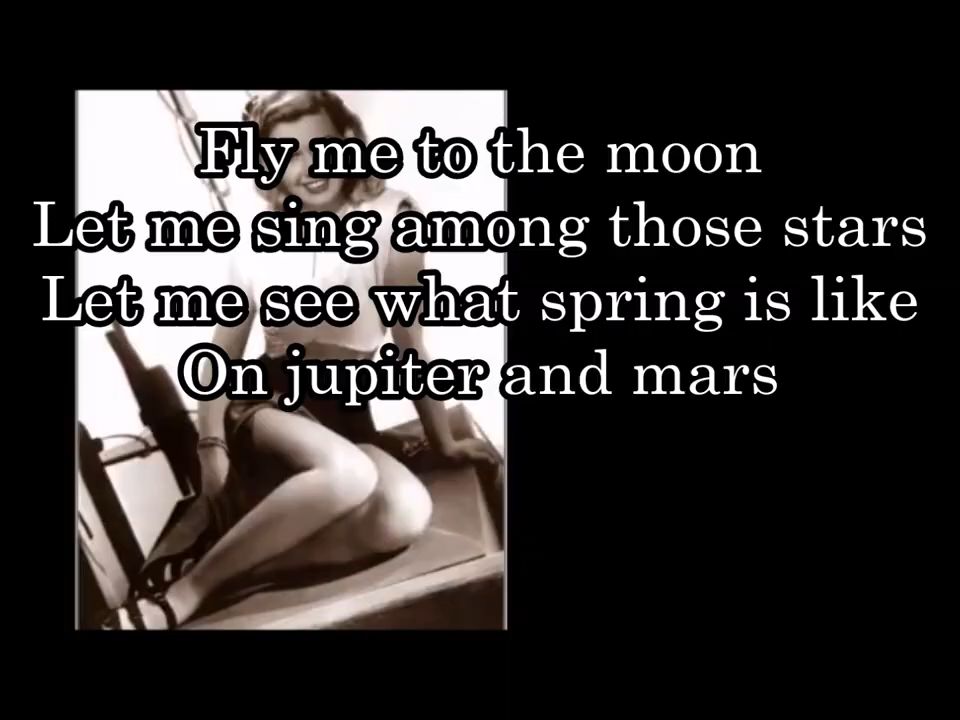 Fly me to the moon
Let me sing among those stars
Let me see what spring is like
On jupiter and mars